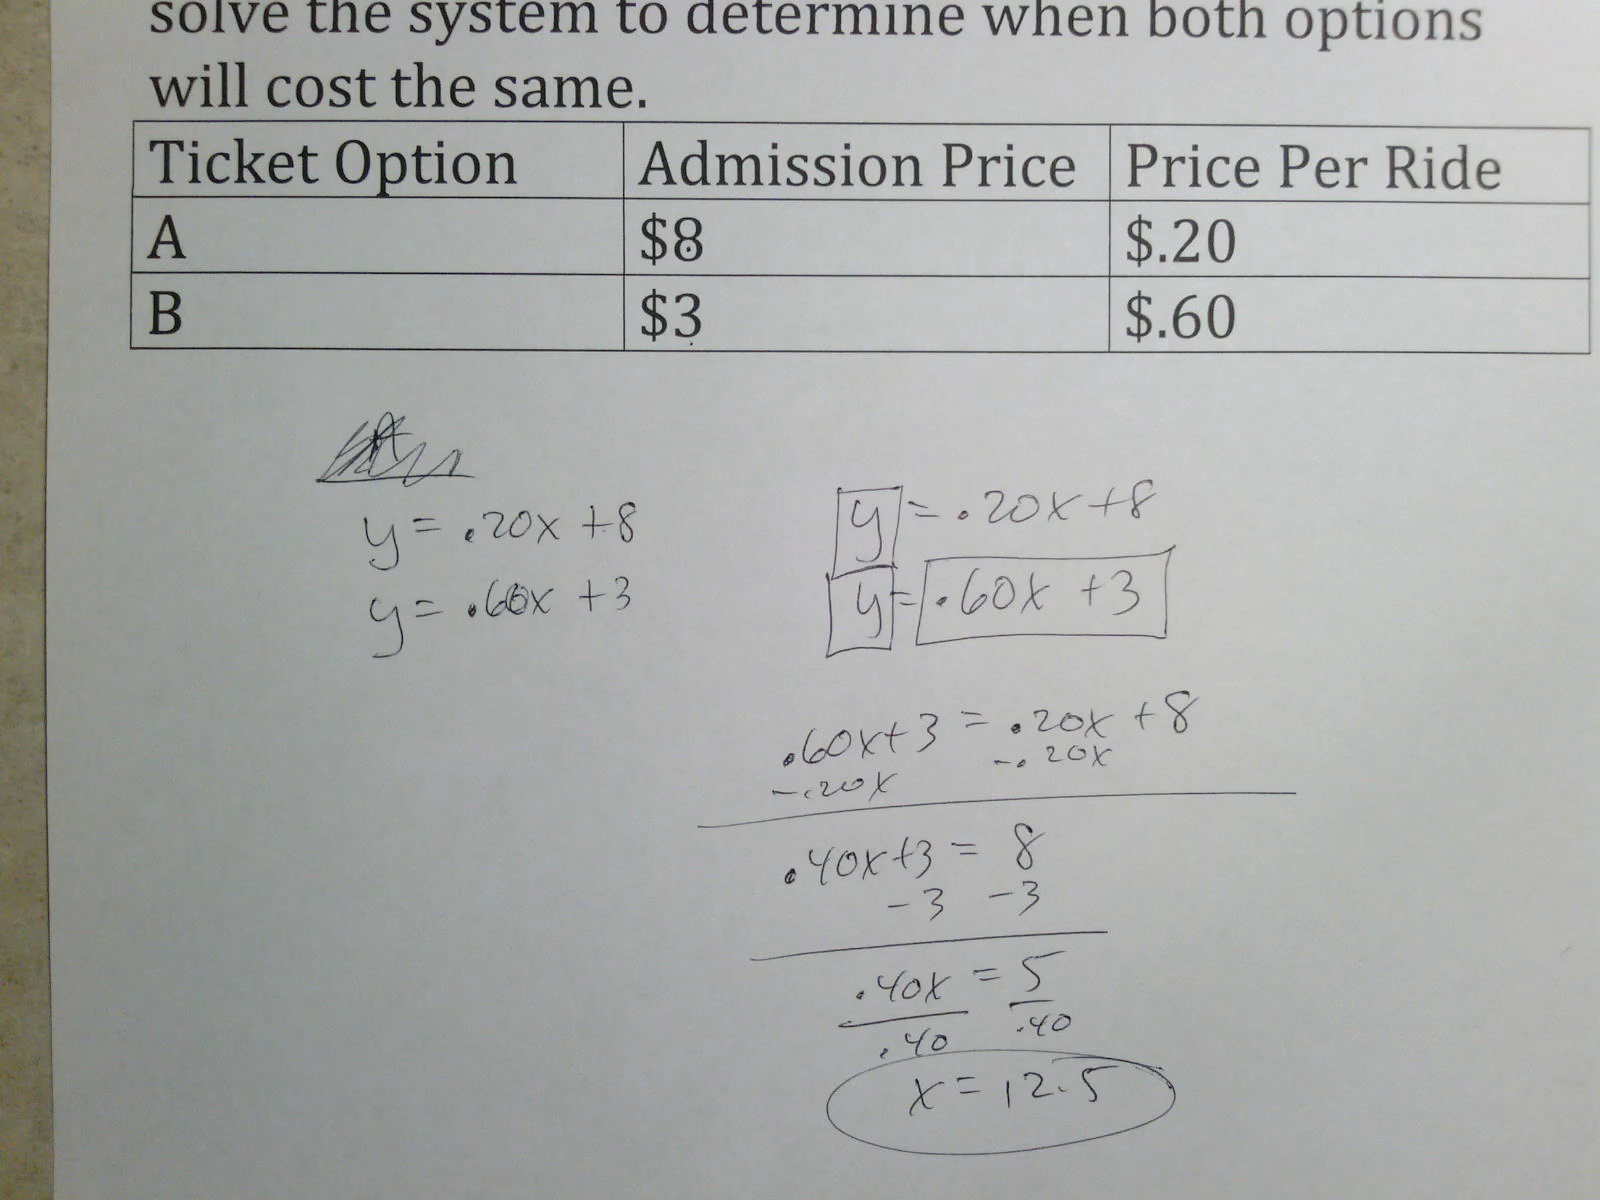 solve the system to determine when both options
will cost the same.
Ticket Option Admission Price Price Per Ride
A $8 $.20
B $3 $.60
y = .20x +8
y = .60x +3
y = .20x +8
y = .60x +3
.60x+3 = .20x +8
-.20x -.20x
.40x+3 = 8
-3 -3
.40x = 5
.40 .40
x = 12.5